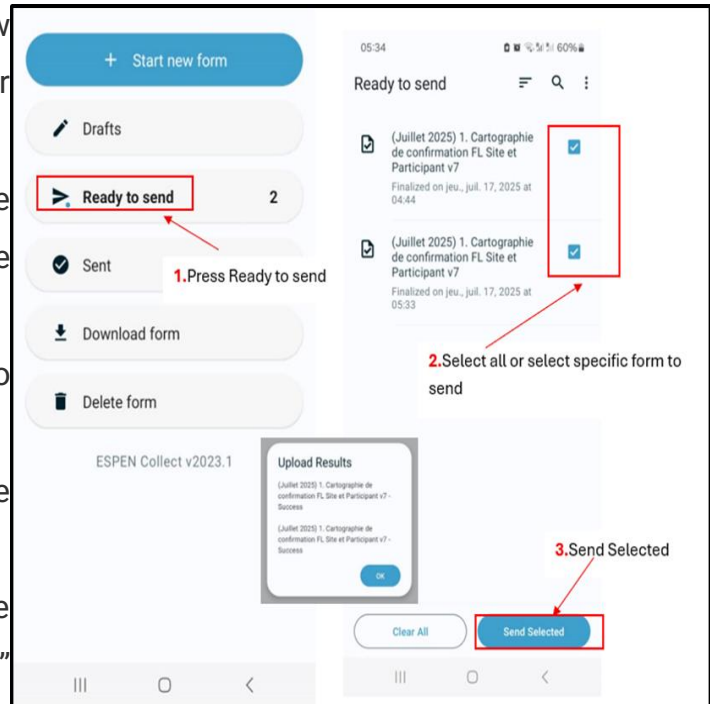 + Start new form
Drafts
Ready to send 2
1.Press Ready to send
Sent
Download form
Delete form
ESPEN Collect v2023.1
05:34
60%
Ready to send
(Juillet 2025) 1. Cartographie
de confirmation FL Site et
Participant v7
Finalized on jeu., juil. 17, 2025 at
04:44
(Juillet 2025) 1. Cartographie
de confirmation FL Site et
Participant v7
Finalized on jeu., juil. 17, 2025 at
05:33
2.Select all or select specific form to
send
Upload Results
(Juillet 2025) 1. Cartographie de
confirmation FL Site et Participant v7 -
Success
(Juillet 2025) 1. Cartographie de
confirmation FL Site et Participant v7 -
Success
OK
3.Send Selected
Clear All
Send Selected